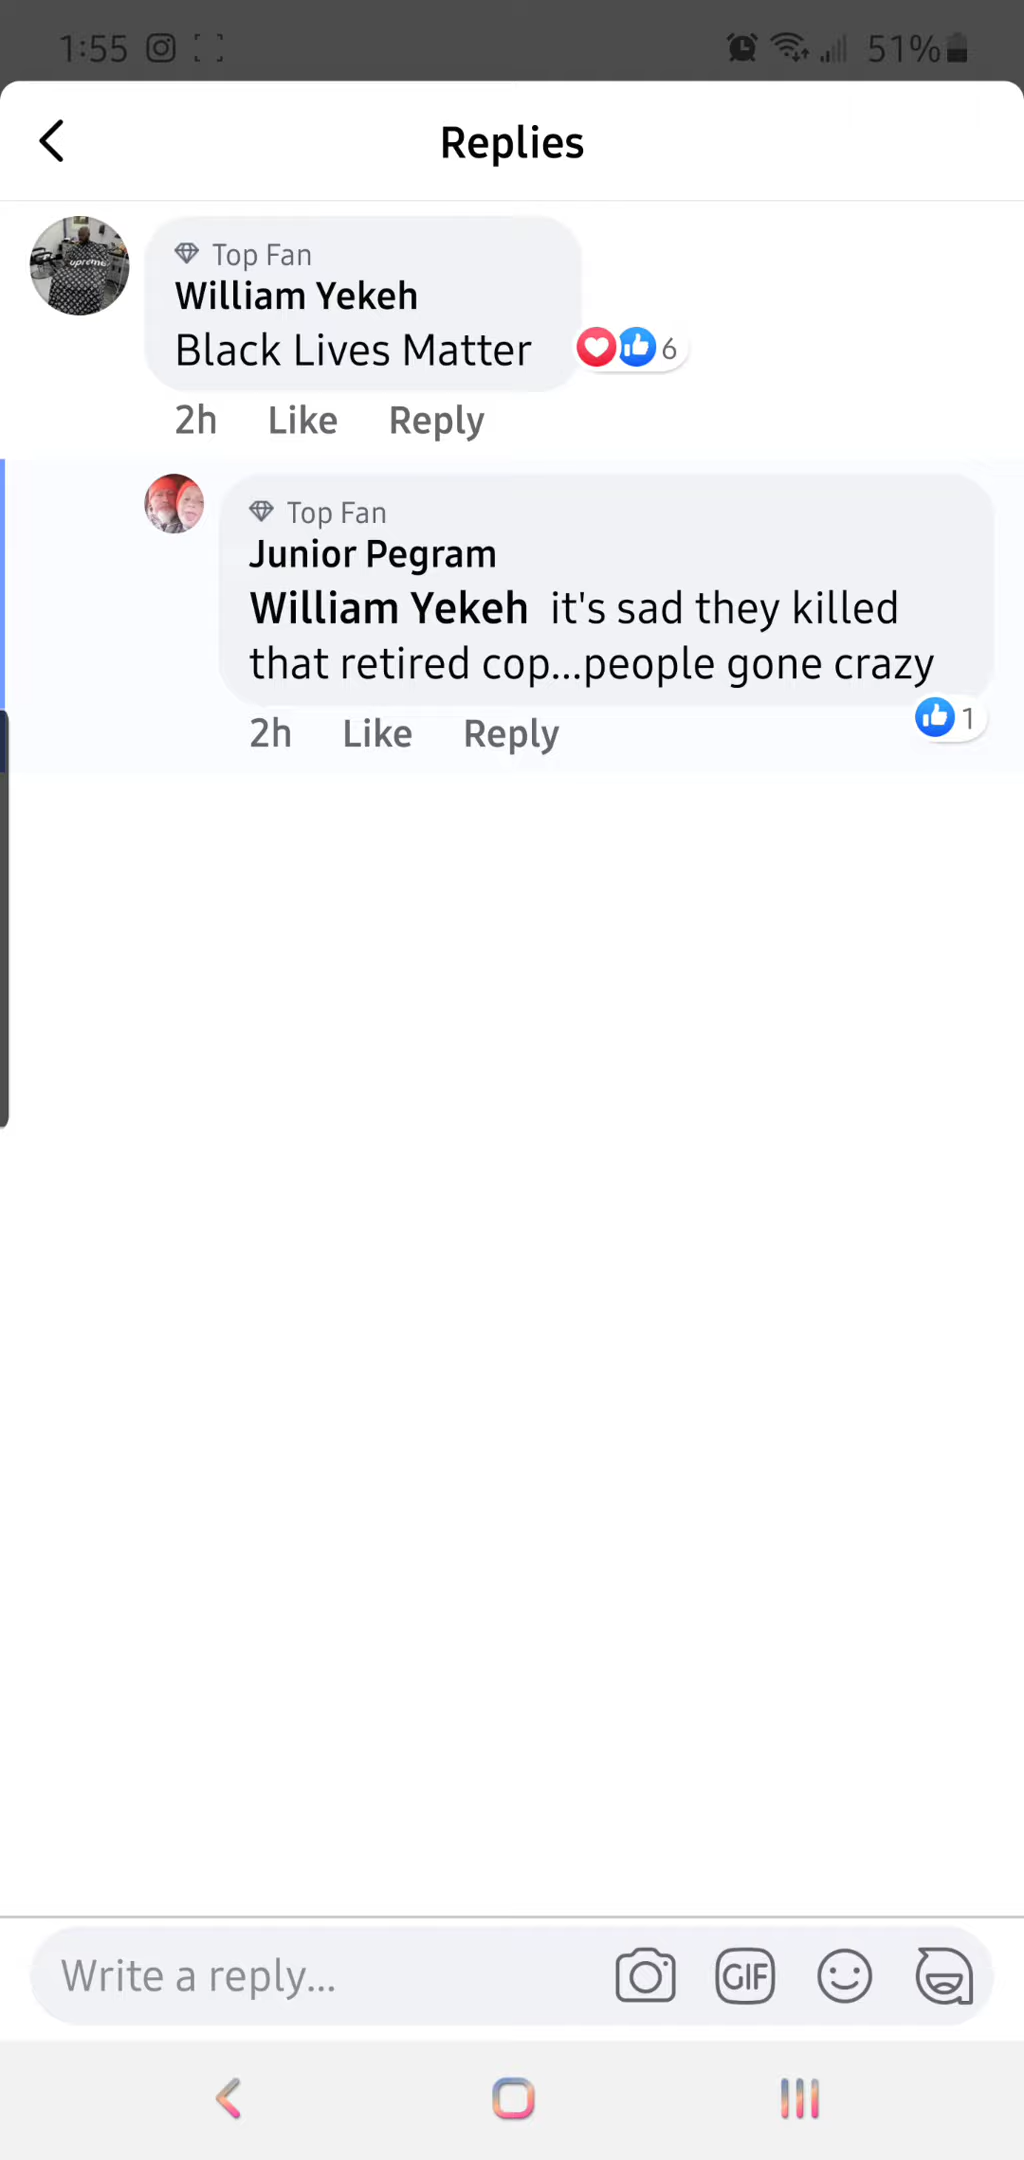 1:55 51%
Replies
upreme
Top Fan
William Yekeh
Black Lives Matter
6
2h Like Reply
Top Fan
Junior Pegram
William Yekeh it's sad they killed
that retired cop...people gone crazy
1
2h Like Reply
Write a reply...
GIF